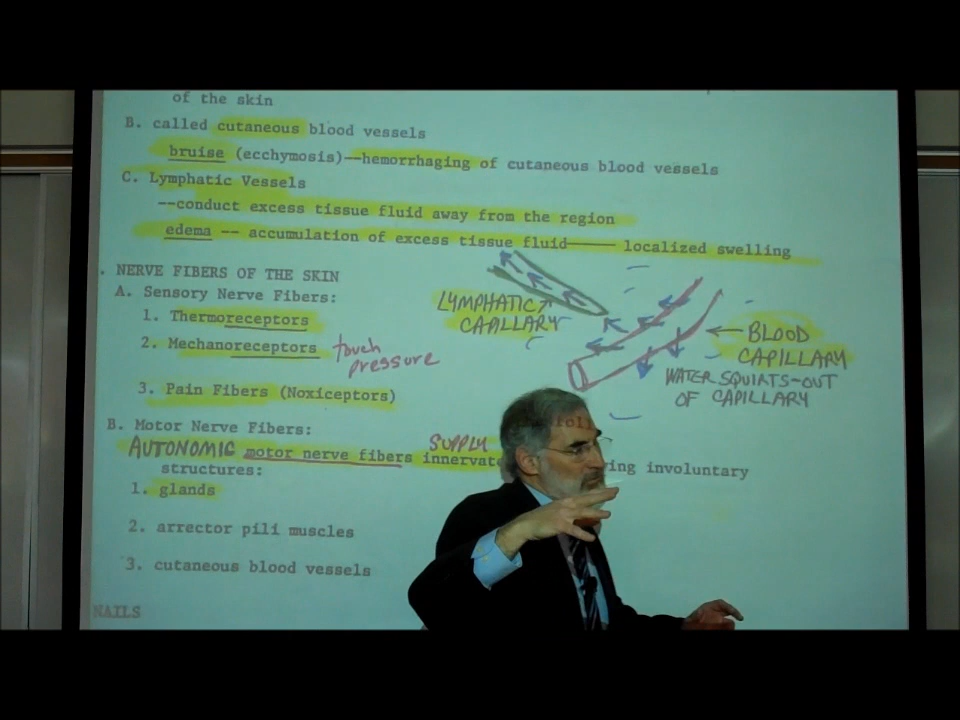 of the skin
B. called cutaneous blood vessels
bruise (ecchymosis)--hemorrhaging of cutaneous blood vessels
C. Lymphatic Vessels
--conduct excess tissue fluid away from the region
edema -- accumulation of excess tissue fluid—— localized swelling
. NERVE FIBERS OF THE SKIN
A. Sensory Nerve Fibers:
1. Thermoreceptors
2. Mechanoreceptors touch
pressure
3. Pain Fibers (Noxiceptors)
LYMPHATIC
CAPILLARY
BLOOD
CAPILLARY
WATER SQUIRTS-OUT
OF CAPILLARY
B. Motor Nerve Fibers:
SUPPLY
AUTONOMIC motor nerve fibers innervate involuntary
structures:
1. glands
2. arrector pili muscles
3. cutaneous blood vessels
NAILS